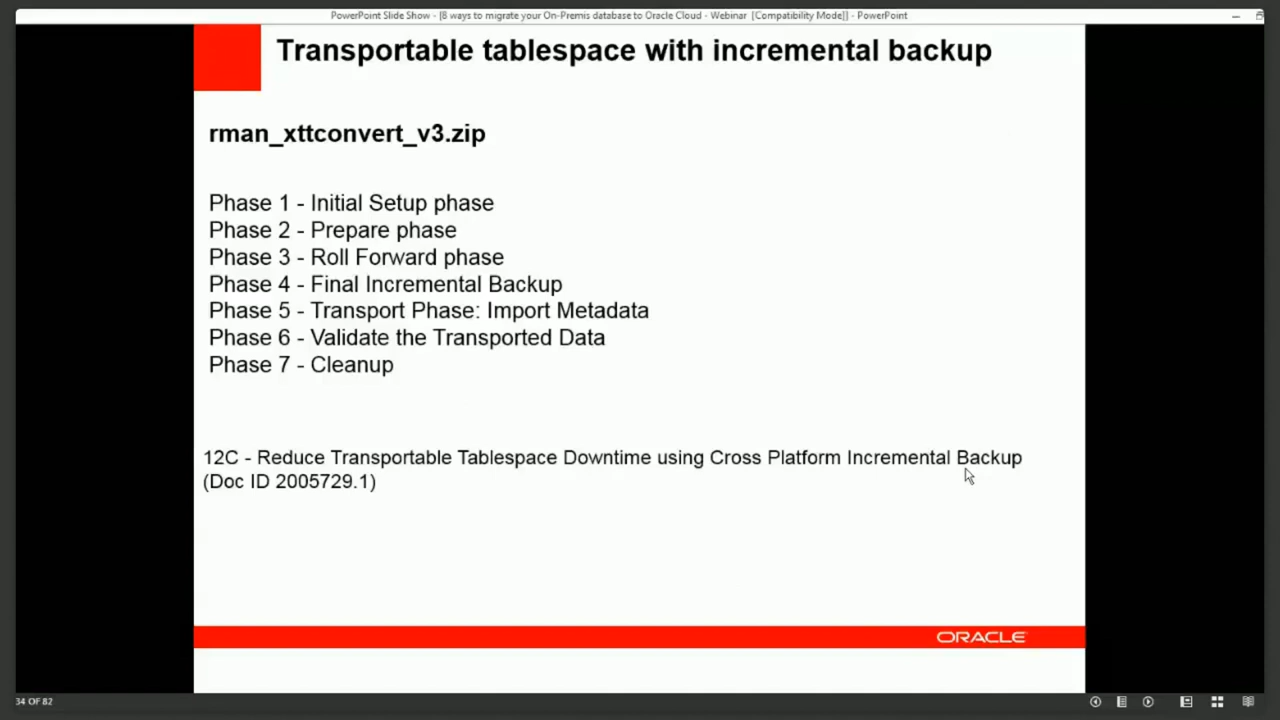 PowerPoint Slide Show - [8 ways to migrate your On-Premis database to Oracle Cloud - Webinar [Compatibility Mode]] - PowerPoint
Transportable tablespace with incremental backup
rman_xttconvert_v3.zip
Phase 1 - Initial Setup phase
Phase 2 - Prepare phase
Phase 3 - Roll Forward phase
Phase 4 - Final Incremental Backup
Phase 5 - Transport Phase: Import Metadata
Phase 6 - Validate the Transported Data
Phase 7 - Cleanup
12C - Reduce Transportable Tablespace Downtime using Cross Platform Incremental Backup
(Doc ID 2005729.1)
ORACLE
34 OF 82